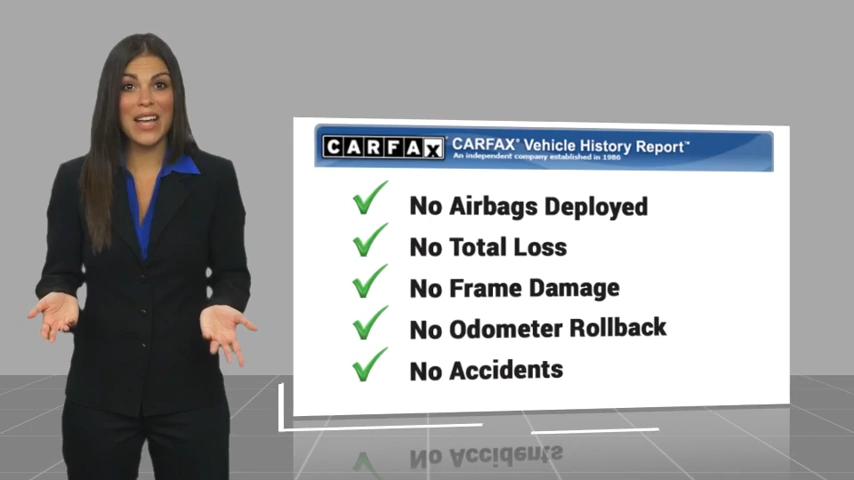 CARFAX CARFAX® Vehicle History Report™
An independent company established in 1986
No Airbags Deployed
No Total Loss
No Frame Damage
No Odometer Rollback
No Accidents
No Accidents